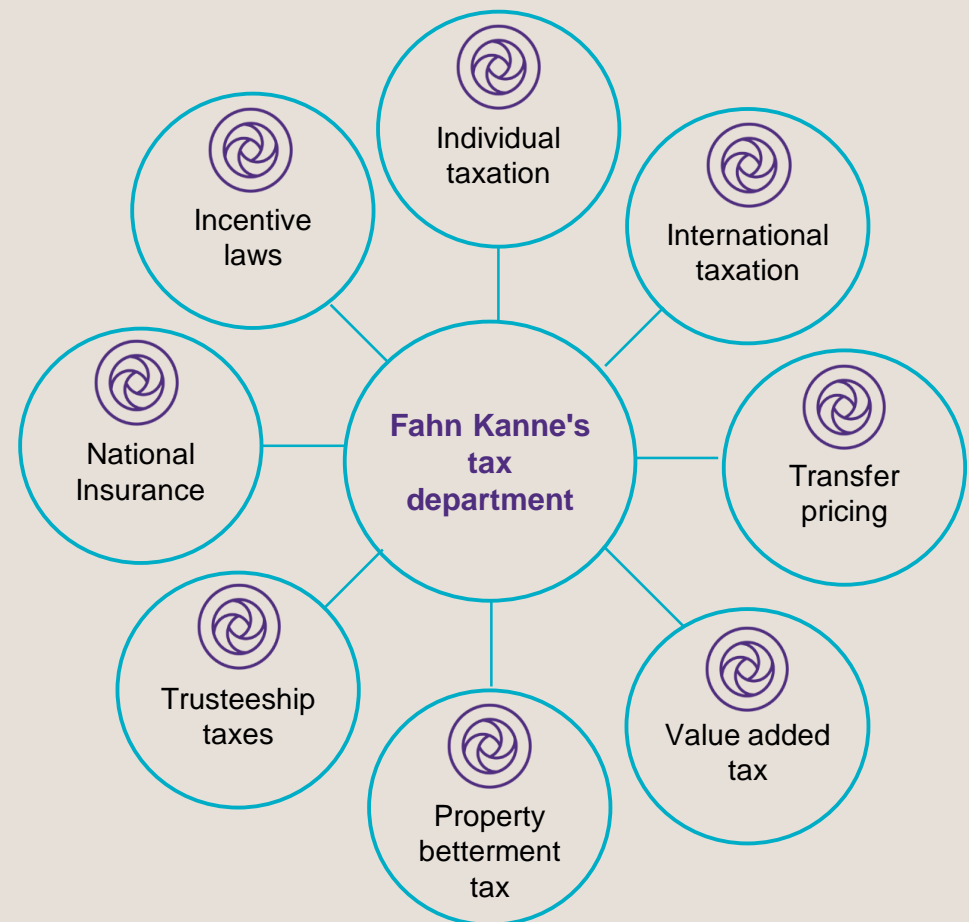 Individual
taxation
International
taxation
Transfer
pricing
Value added
tax
Property
betterment
tax
Trusteeship
taxes
National
Insurance
Incentive
laws
Fahn Kanne's
tax
department